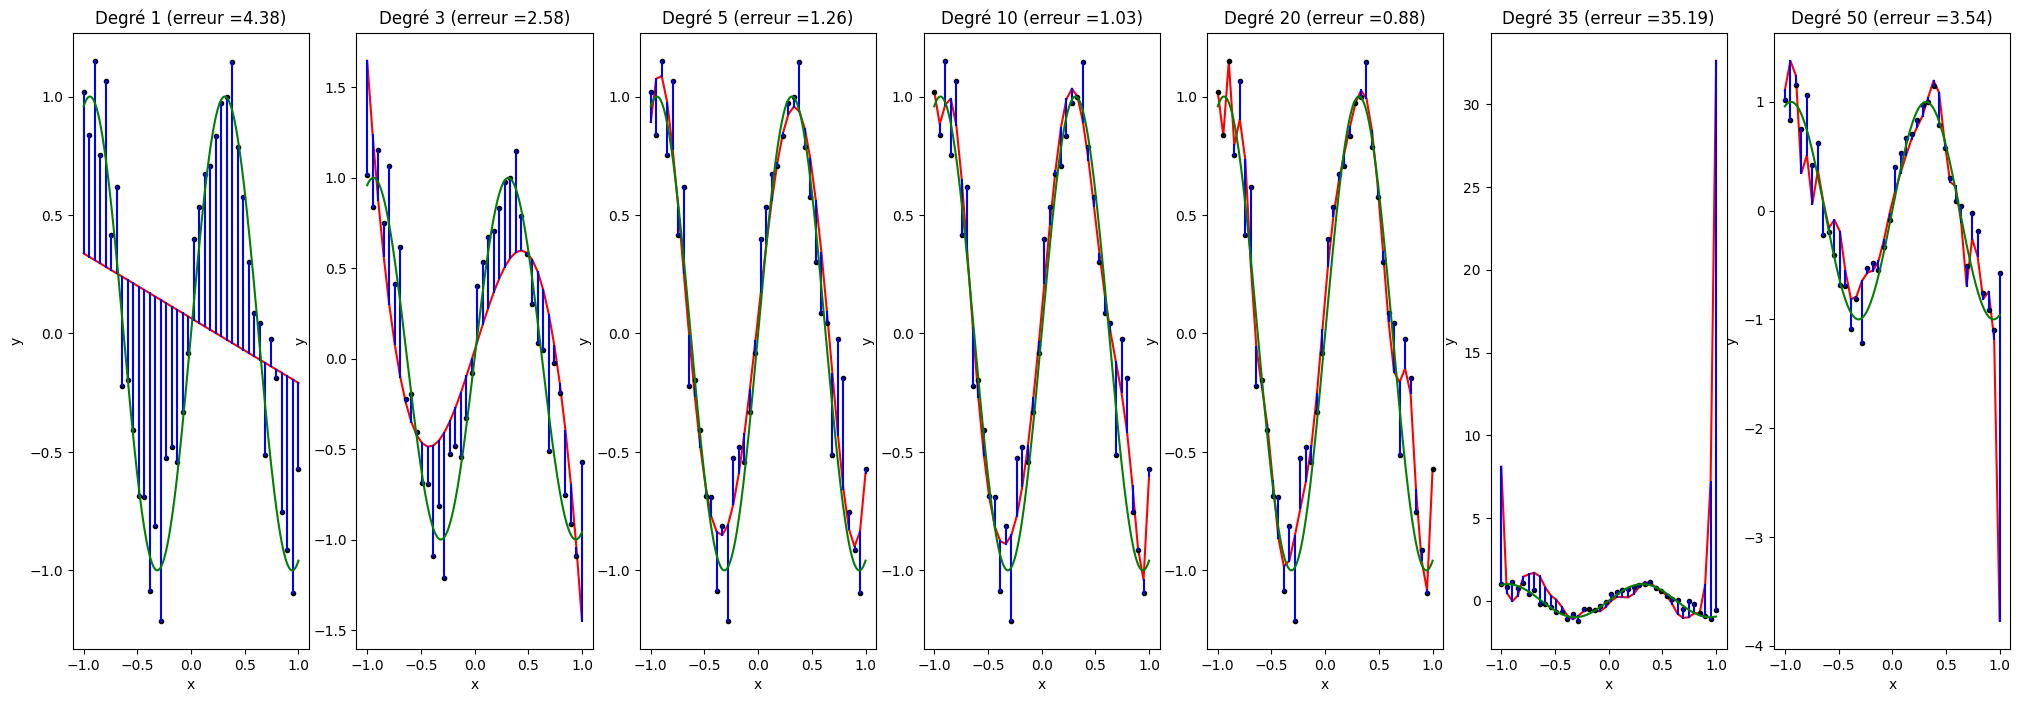 Degré 1 (erreur =4.38)
1.0
0.5
0.0
−0.5
−1.0
y
−1.0 −0.5 0.0 0.5 1.0
x
Degré 3 (erreur =2.58)
1.5
1.0
0.5
0.0
−0.5
−1.0
−1.5
y
−1.0 −0.5 0.0 0.5 1.0
x
Degré 5 (erreur =1.26)
1.0
0.5
0.0
−0.5
−1.0
−1.0 −0.5 0.0 0.5 1.0
x
Degré 10 (erreur =1.03)
1.0
0.5
0.0
−0.5
−1.0
y
−1.0 −0.5 0.0 0.5 1.0
x
Degré 20 (erreur =0.88)
1.0
0.5
0.0
−0.5
−1.0
y
−1.0 −0.5 0.0 0.5 1.0
x
Degré 35 (erreur =35.19)
30
25
20
15
10
5
0
y
−1.0 −0.5 0.0 0.5 1.0
x
Degré 50 (erreur =3.54)
1
0
−1
−2
−3
−4
y
−1.0 −0.5 0.0 0.5 1.0
x